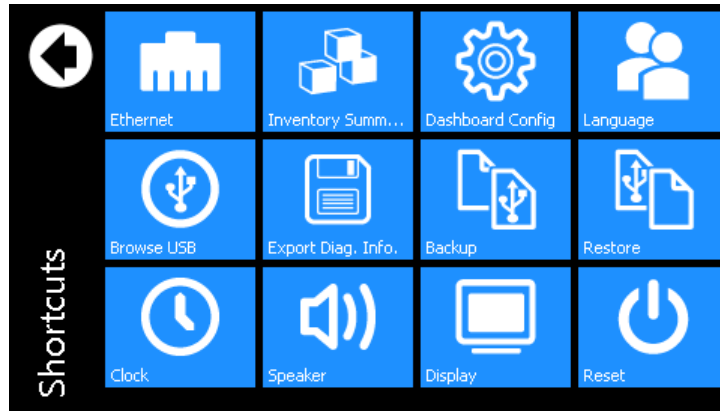 Shortcuts
Ethernet
Inventory Summ...
Dashboard Config
Language
Browse USB
Export Diag. Info.
Backup
Restore
Clock
Speaker
Display
Reset